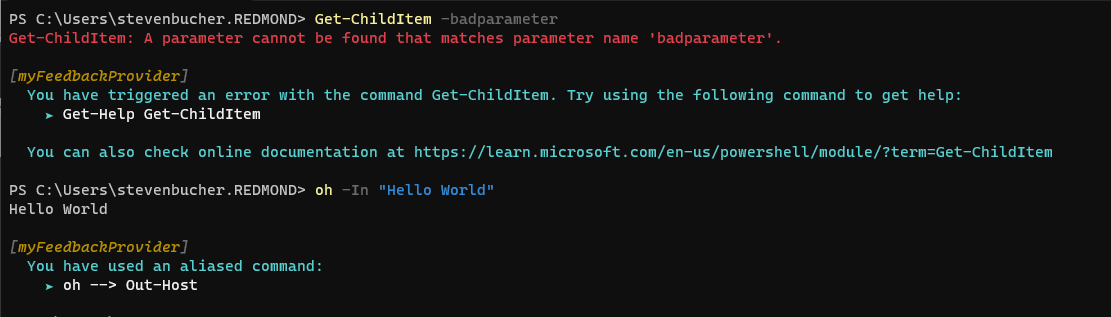 PS C:\Users\stevenbucher.REDMOND> Get-ChildItem -badparameter
Get-ChildItem: A parameter cannot be found that matches parameter name 'badparameter'.
[myFeedbackProvider]
You have triggered an error with the command Get-ChildItem. Try using the following command to get help:
➤ Get-Help Get-ChildItem
You can also check online documentation at https://learn.microsoft.com/en-us/powershell/module/?term=Get-ChildItem
PS C:\Users\stevenbucher.REDMOND> oh -In "Hello World"
Hello World
[myFeedbackProvider]
You have used an aliased command:
➤ oh --> Out-Host